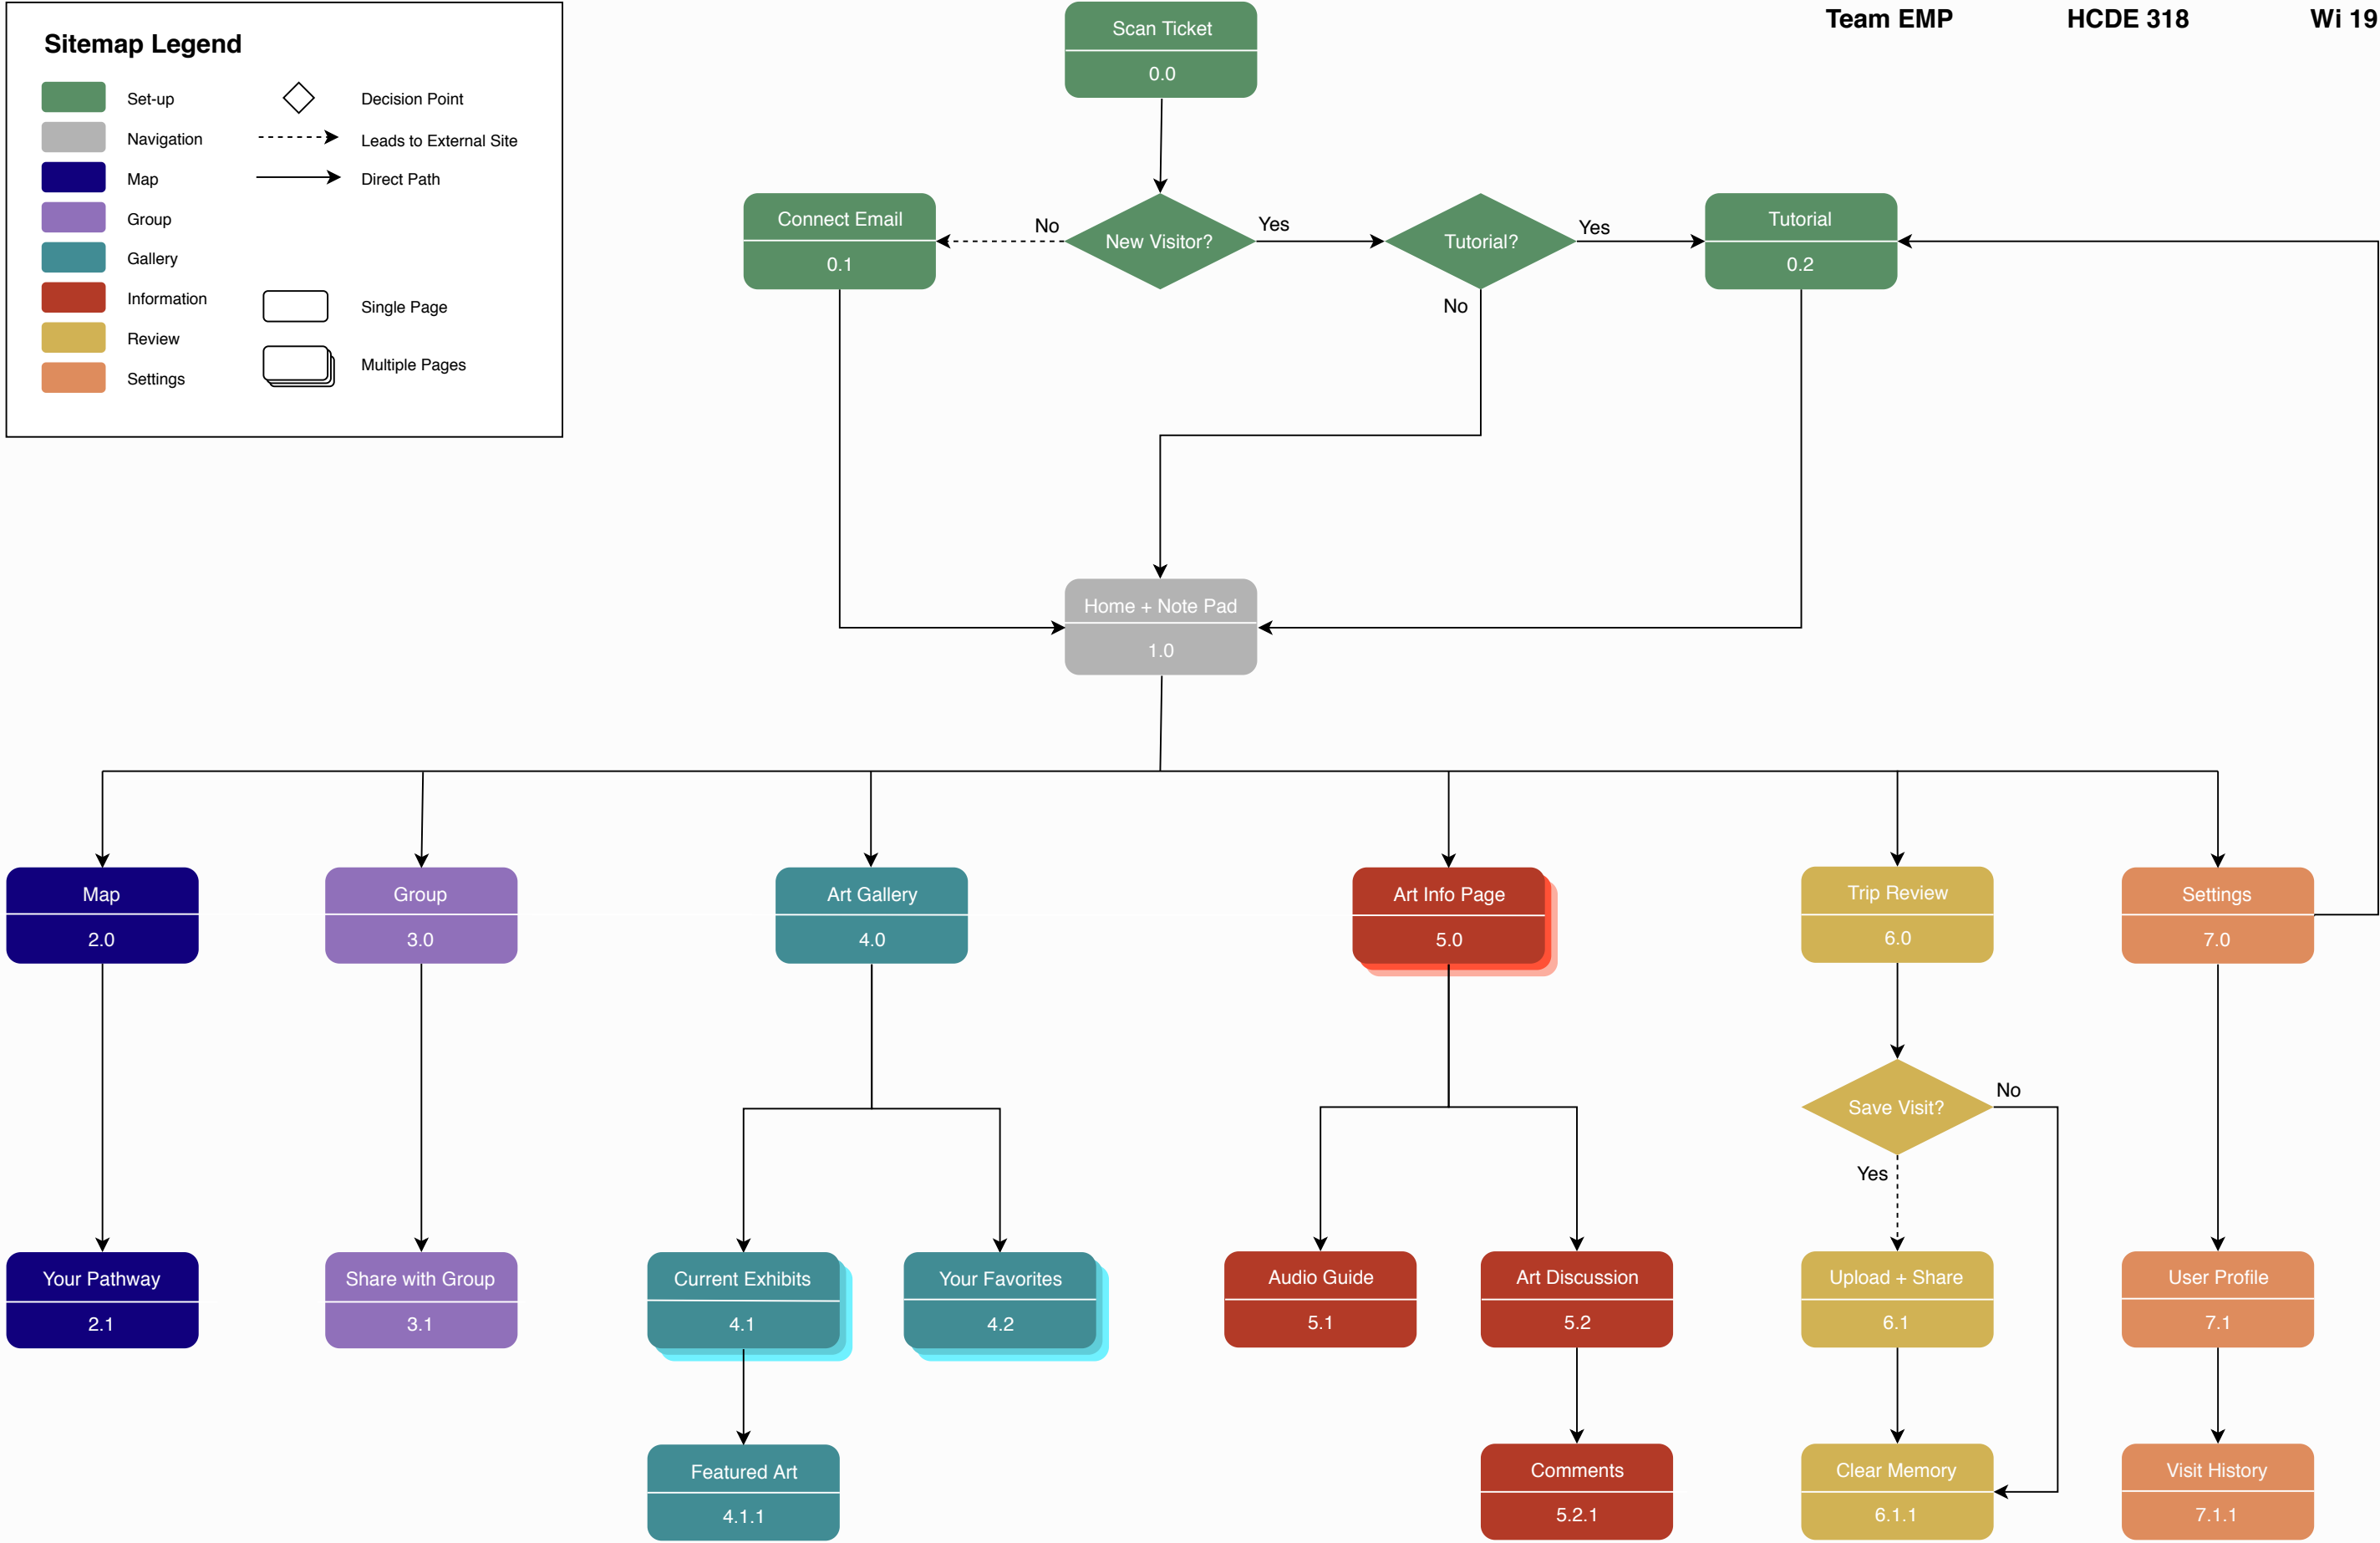 Team EMP
HCDE 318
Wi 19
Sitemap Legend
Set-up
Navigation
Map
Group
Gallery
Information
Review
Settings
Decision Point
Leads to External Site
Direct Path
Single Page
Multiple Pages
Scan Ticket
0.0
Connect Email
0.1
No
New Visitor?
Yes
Tutorial?
Yes
No
Tutorial
0.2
Home + Note Pad
1.0
Map
2.0
Group
3.0
Art Gallery
4.0
Art Info Page
5.0
Trip Review
6.0
Settings
7.0
Save Visit?
No
Yes
Your Pathway
2.1
Share with Group
3.1
Current Exhibits
4.1
Your Favorites
4.2
Audio Guide
5.1
Art Discussion
5.2
Upload + Share
6.1
User Profile
7.1
Featured Art
4.1.1
Comments
5.2.1
Clear Memory
6.1.1
Visit History
7.1.1